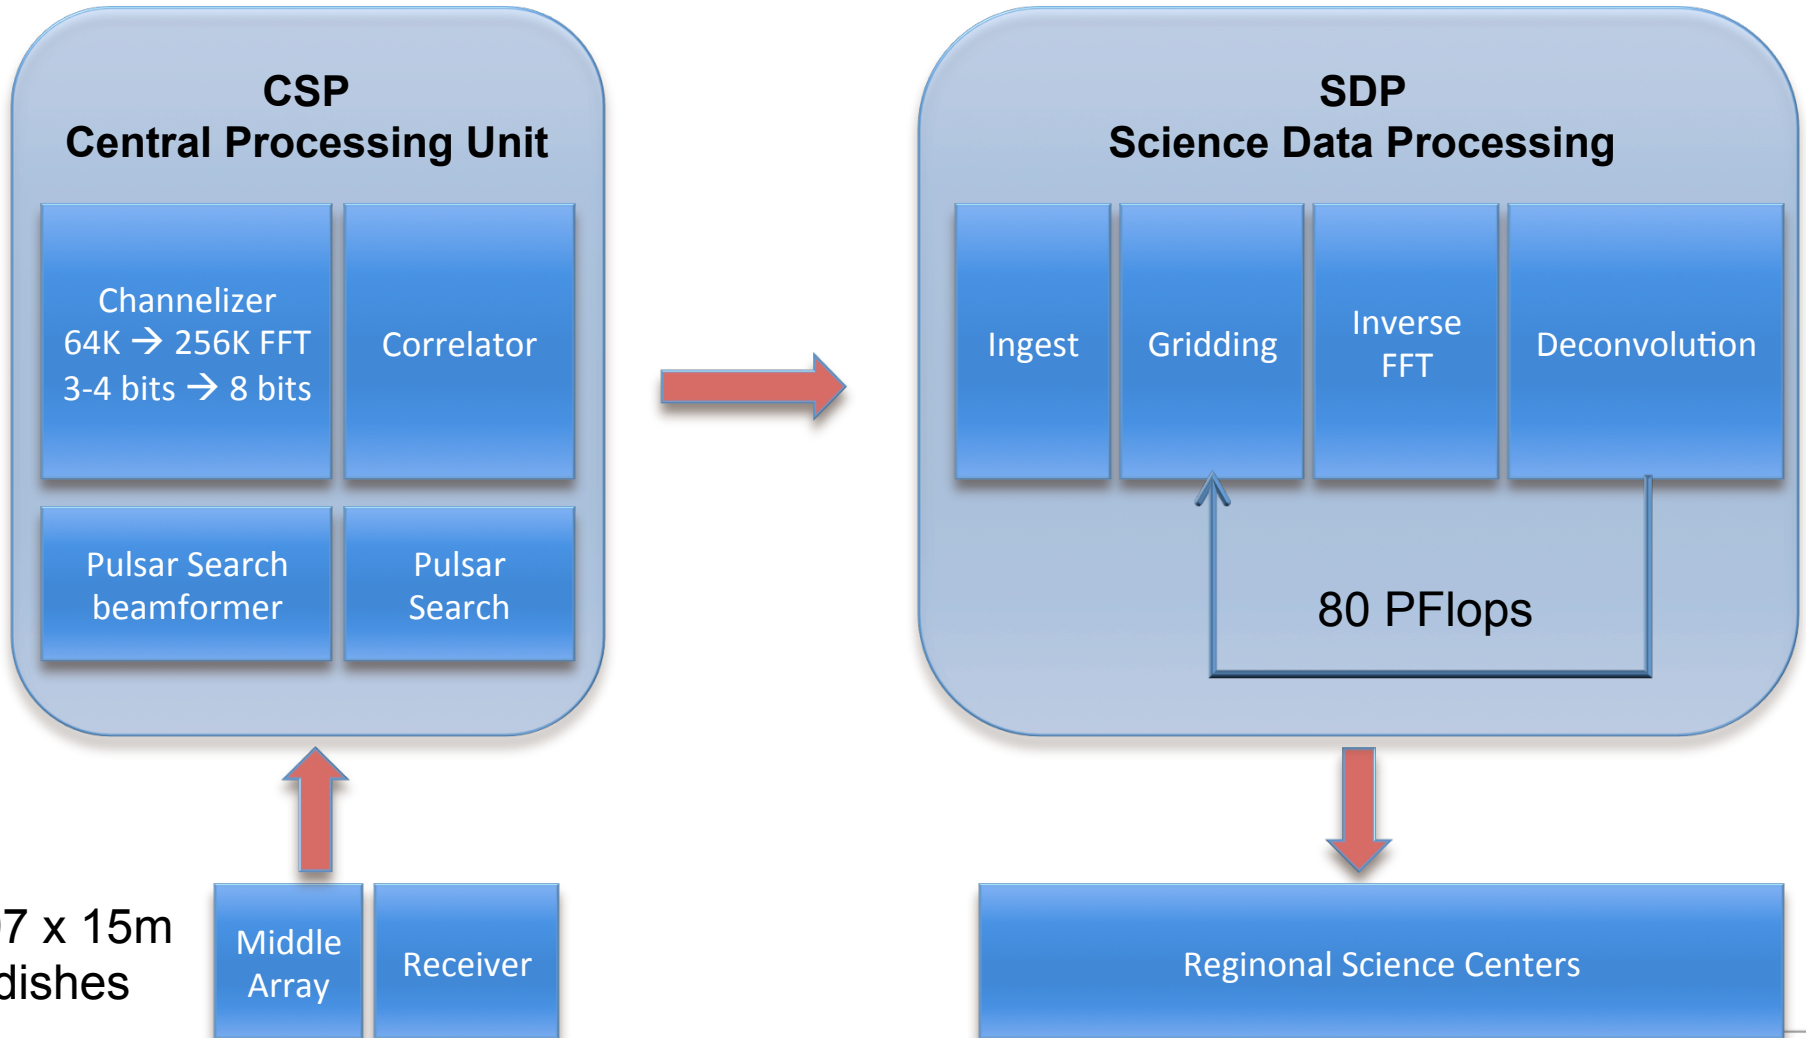 CSP
Central Processing Unit
Channelizer
64K → 256K FFT
3-4 bits → 8 bits
Correlator
Pulsar Search
beamformer
Pulsar
Search
SDP
Science Data Processing
Ingest
Gridding
Inverse
FFT
Deconvolution
80 PFlops
7 x 15m
dishes
Middle
Array
Receiver
Reginonal Science Centers